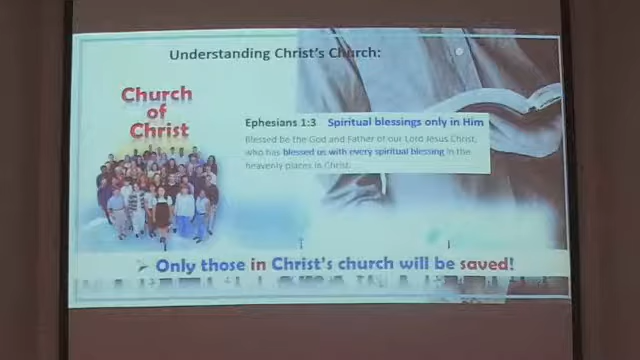 Understanding Christ's Church:
Church
of
Christ
Ephesians 1:3 Spiritual blessings only in Him
Blessed be the God and Father of our Lord Jesus Christ,
who has blessed us with every spiritual blessing in the
heavenly places in Christ.
Only those in Christ's church will be saved!